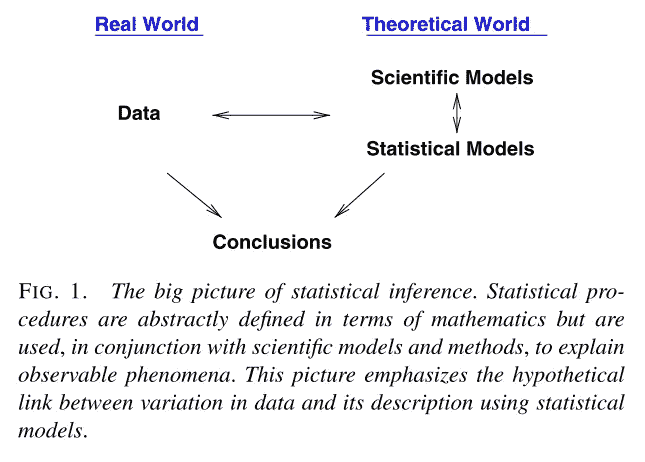 Real World
Theoretical World
Scientific Models
Data
Statistical Models
Conclusions
FIG. 1. The big picture of statistical inference. Statistical pro-
cedures are abstractly defined in terms of mathematics but are
used, in conjunction with scientific models and methods, to explain
observable phenomena. This picture emphasizes the hypothetical
link between variation in data and its description using statistical
models.